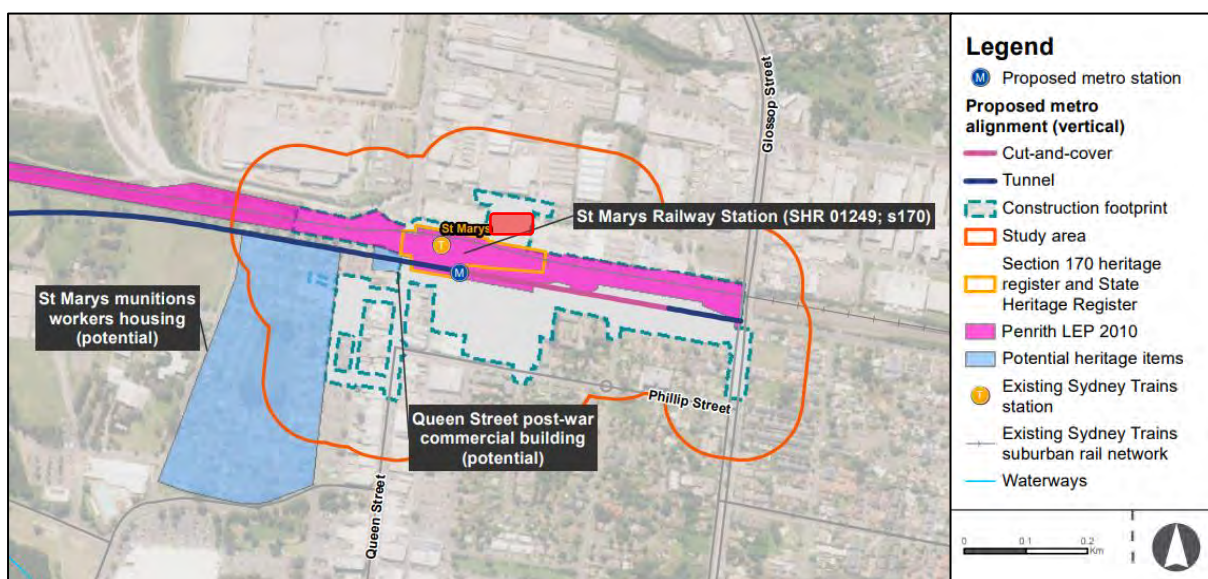 Glossop Street
St Marys Railway Station (SHR 01249; s170)
St Marys
T
M
St Marys munitions
workers housing
(potential)
Queen Street post-war
commercial building
(potential)
Phillip Street
Queen Street
Legend
M Proposed metro station
Proposed metro
alignment (vertical)
Cut-and-cover
Tunnel
Construction footprint
Study area
Section 170 heritage
register and State
Heritage Register
Penrith LEP 2010
Potential heritage items
T Existing Sydney Trains
station
Existing Sydney Trains
suburban rail network
Waterways
0 0.1 0.2
Km